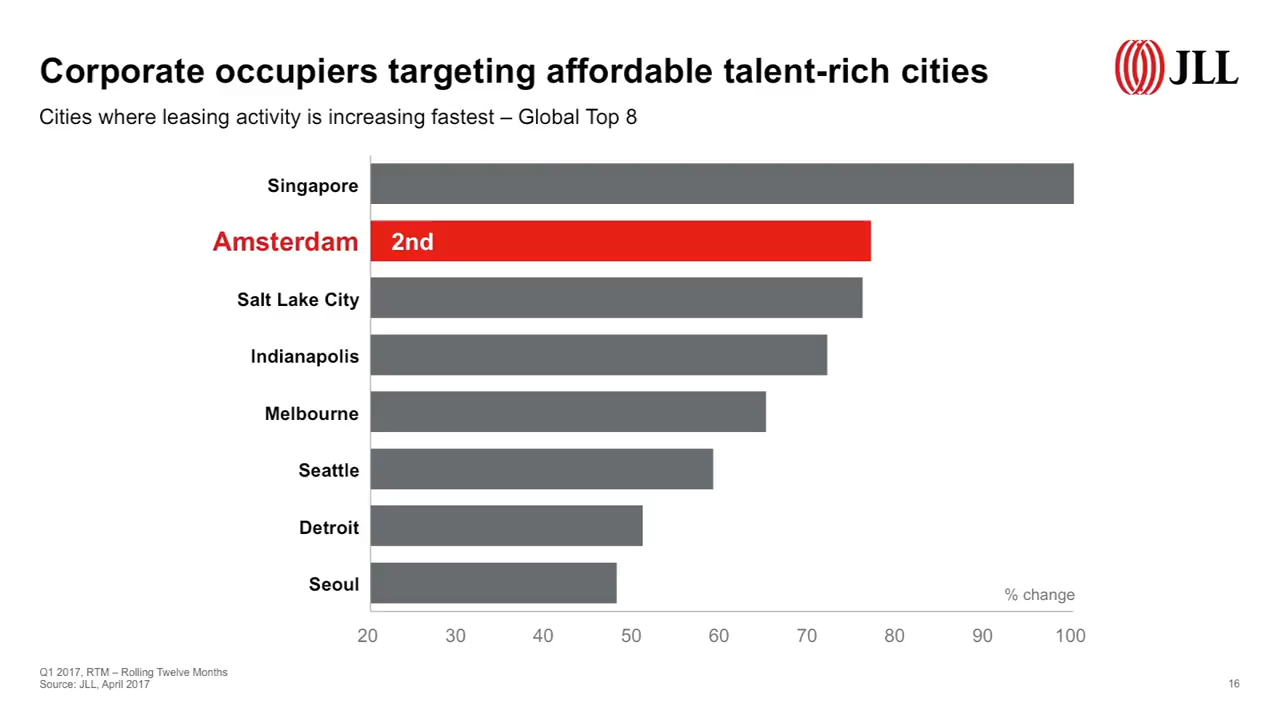 Corporate occupiers targeting affordable talent-rich cities
JLL
Cities where leasing activity is increasing fastest – Global Top 8
Singapore
Amsterdam
2nd
Salt Lake City
Indianapolis
Melbourne
Seattle
Detroit
Seoul
% change
20 30 40 50 60 70 80 90 100
Q1 2017, RTM – Rolling Twelve Months
Source: JLL, April 2017
16